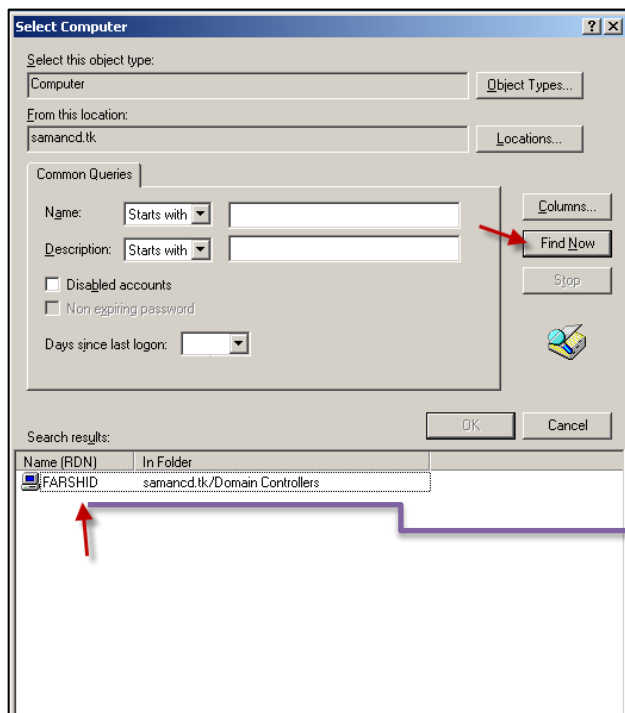 Select Computer
Select this object type:
Computer
Object Types...
From this location:
samancd.tk
Locations...
Common Queries
Name: Starts with
Columns...
Description: Starts with
Find Now
Disabled accounts
Stop
Non expiring password
Days since last logon:
OK Cancel
Search results:
Name (RDN) In Folder
FARSHID samancd.tk/Domain Controllers